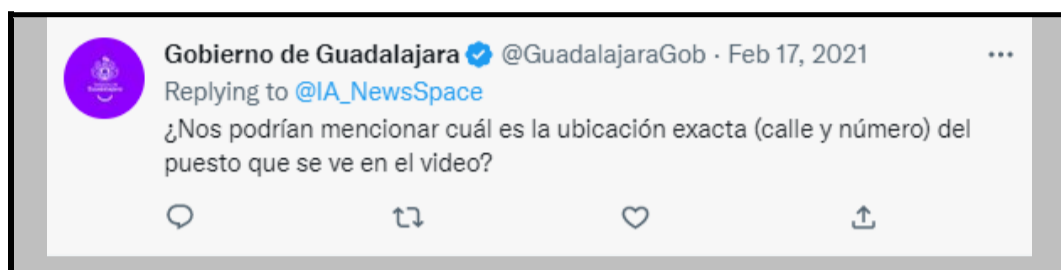 Gobierno de Guadalajara @GuadalajaraGob · Feb 17, 2021
Replying to @IA_NewsSpace
¿Nos podrían mencionar cuál es la ubicación exacta (calle y número) del
puesto que se ve en el video?